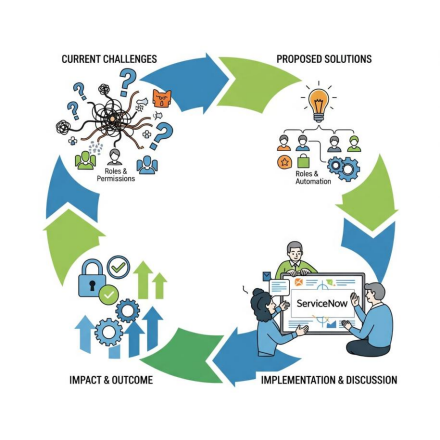 CURRENT CHALLENGES
PROPOSED SOLUTIONS
Roles &
Permissions
Roles &
Automation
ServiceNow
IMPACT & OUTCOME
IMPLEMENTATION & DISCUSSION